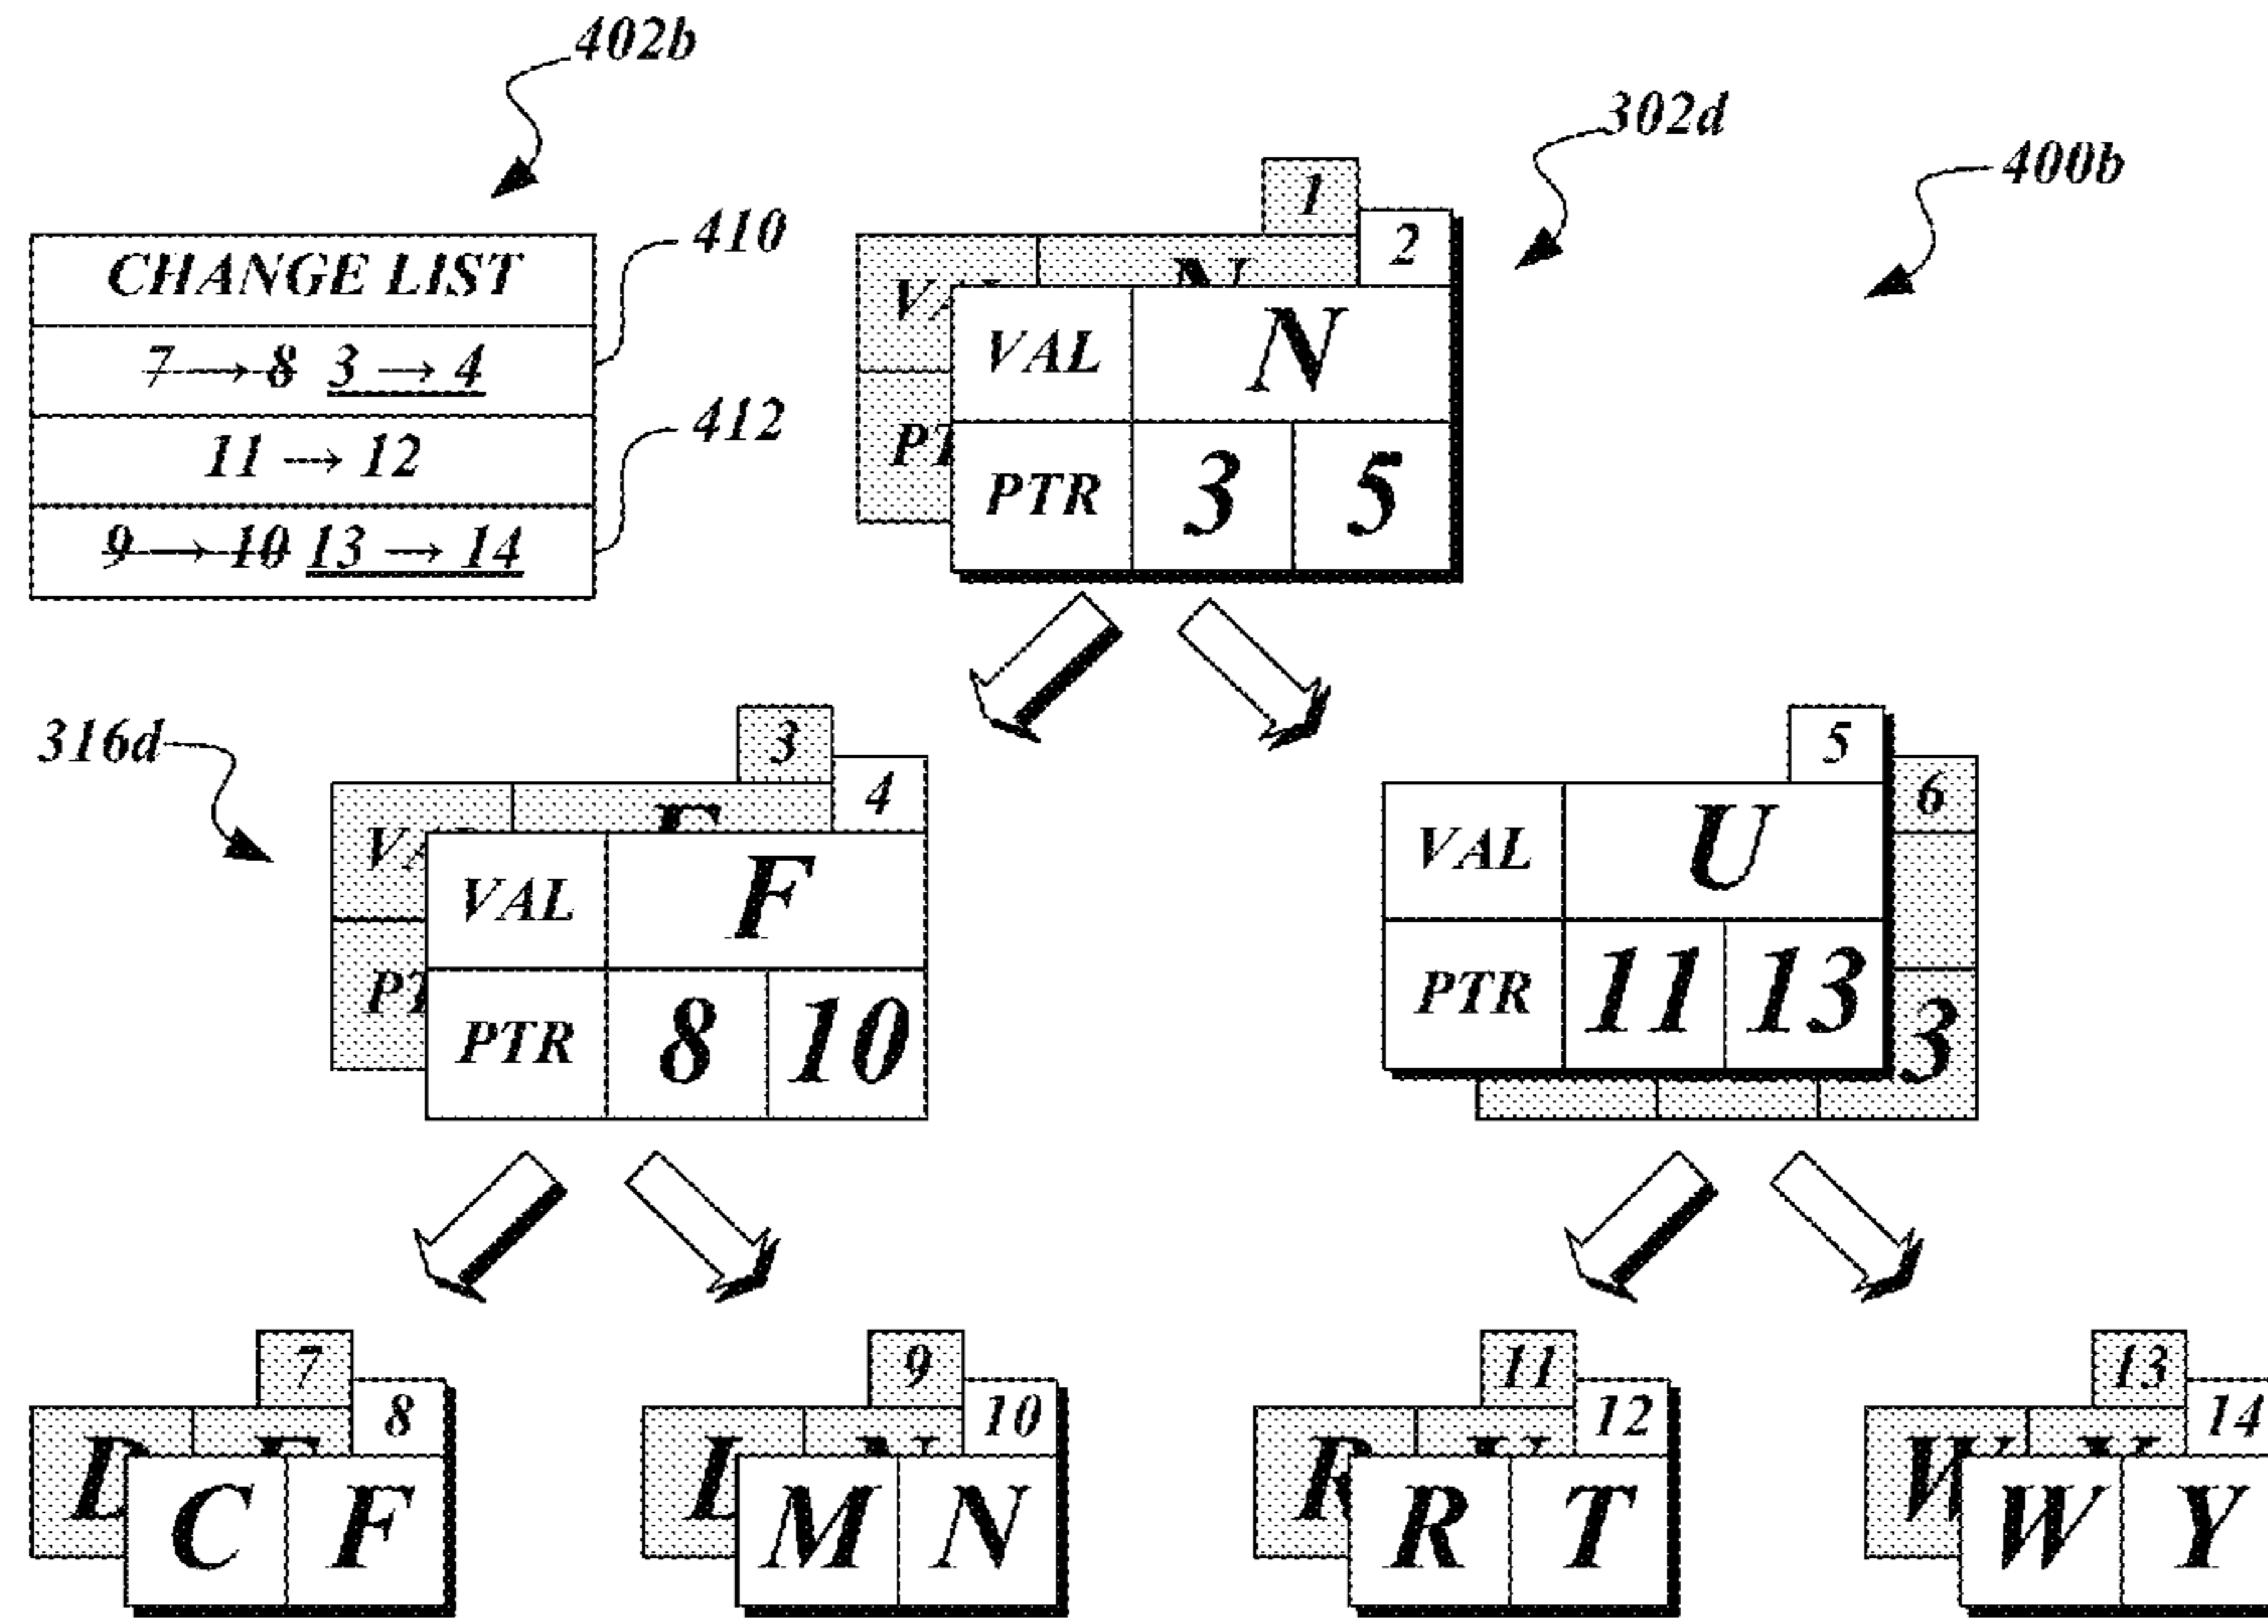 402b
302d
400b
CHANGE LIST
7 → 8 3 → 4
11 → 12
9 → 10 13 → 14
410
412
1
2
VAL N
PTR 3 5
316d
3
4
VAL F
PTR 8 10
5
6
VAL U
PTR 11 13
3
7
8
C F
9
10
M N
11
12
R R T
13
14
W W Y